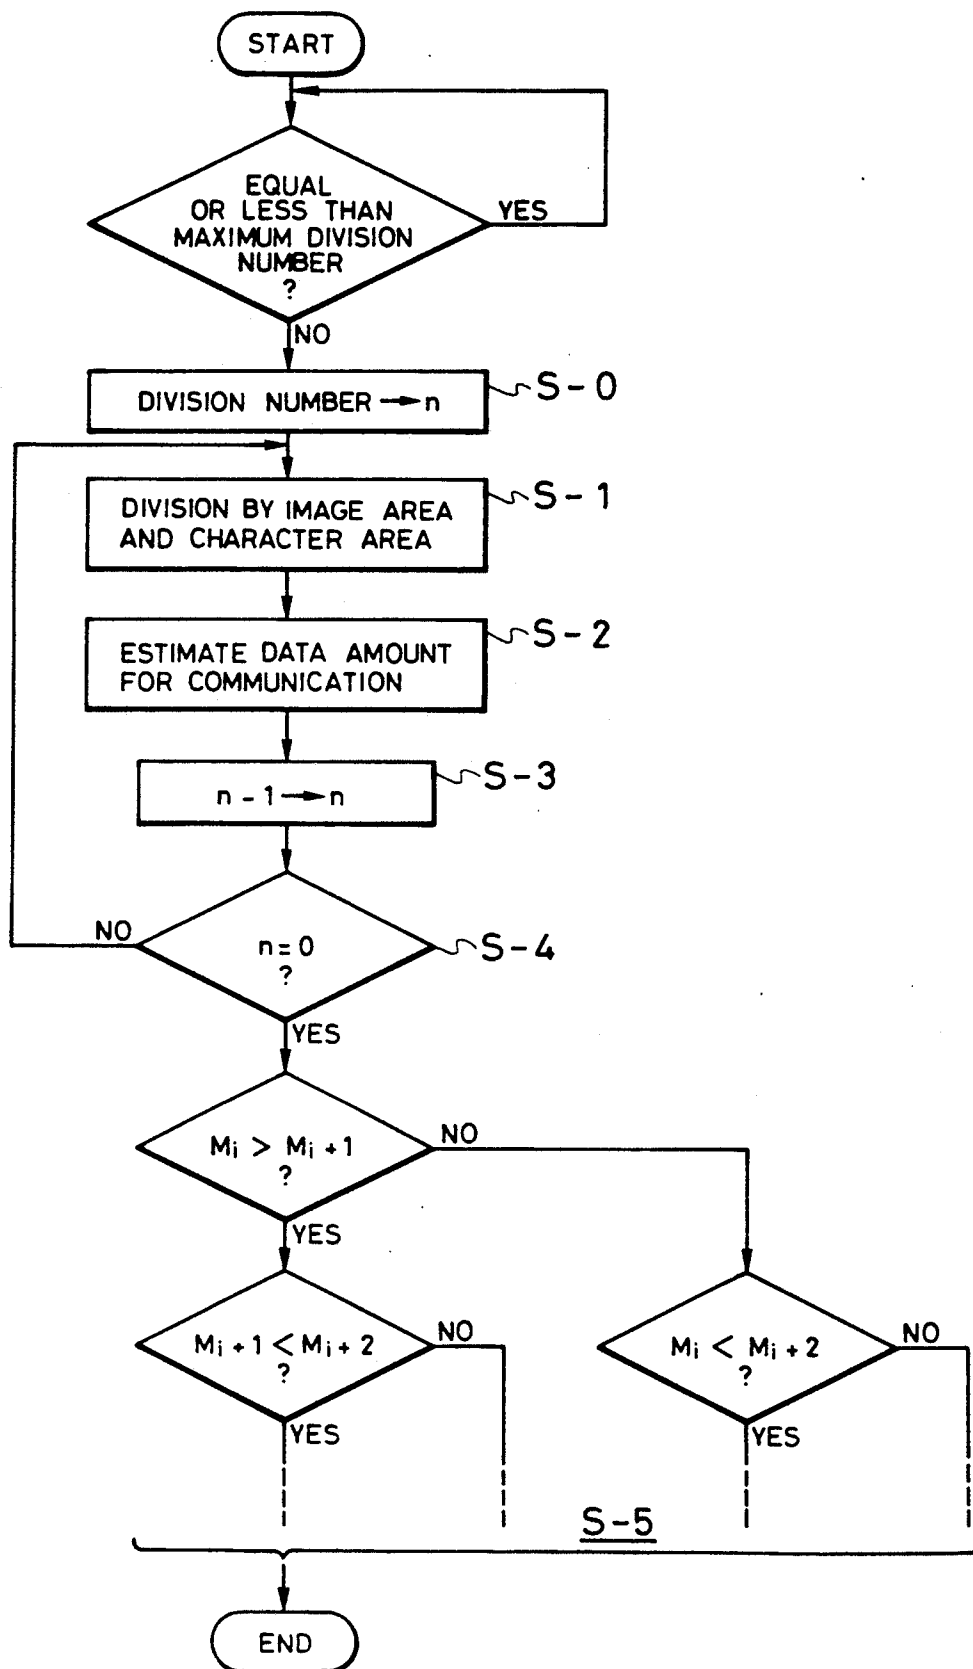 START
EQUAL
OR LESS THAN
MAXIMUM DIVISION
NUMBER
?
YES
NO
DIVISION NUMBER → n
S-0
DIVISION BY IMAGE AREA
AND CHARACTER AREA
S-1
ESTIMATE DATA AMOUNT
FOR COMMUNICATION
S-2
n - 1 → n
S-3
NO
n = 0
?
S-4
YES
Mi > Mi + 1
?
NO
YES
Mi + 1 < Mi + 2
?
NO
YES
Mi < Mi + 2
?
NO
YES
S-5
END